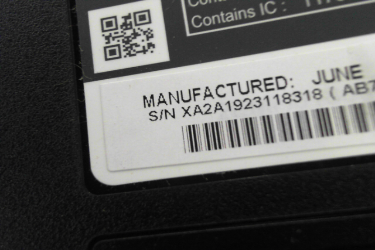 Contains IC :
MANUFACTURED: JUNE
S/N XA2A1923118318 ( AB7